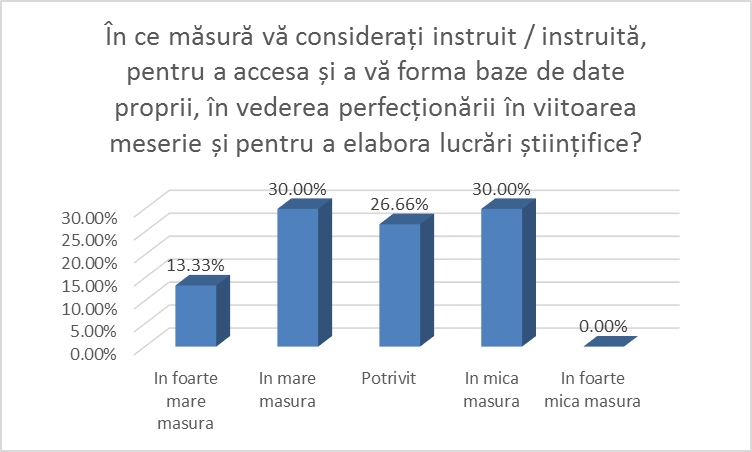 În ce măsură vă considerați instruit / instruită,
pentru a accesa și a vă forma baze de date
proprii, în vederea perfecționării în viitoarea
meserie și pentru a elabora lucrări științifice?
30.00%
26.66%
30.00%
13.33%
0.00%
30.00%
25.00%
20.00%
15.00%
10.00%
5.00%
0.00%
In foarte
mare
masura
In mare
masura
Potrivit
In mica
masura
In foarte
mica masura